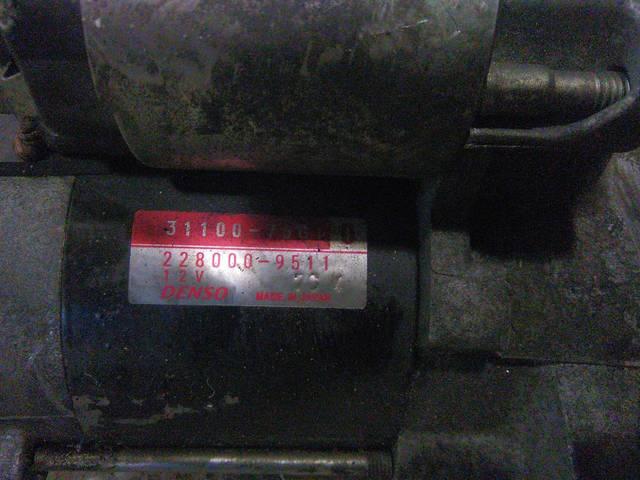 31100-
228000-9511
12V
DENSO MADE IN JAPAN